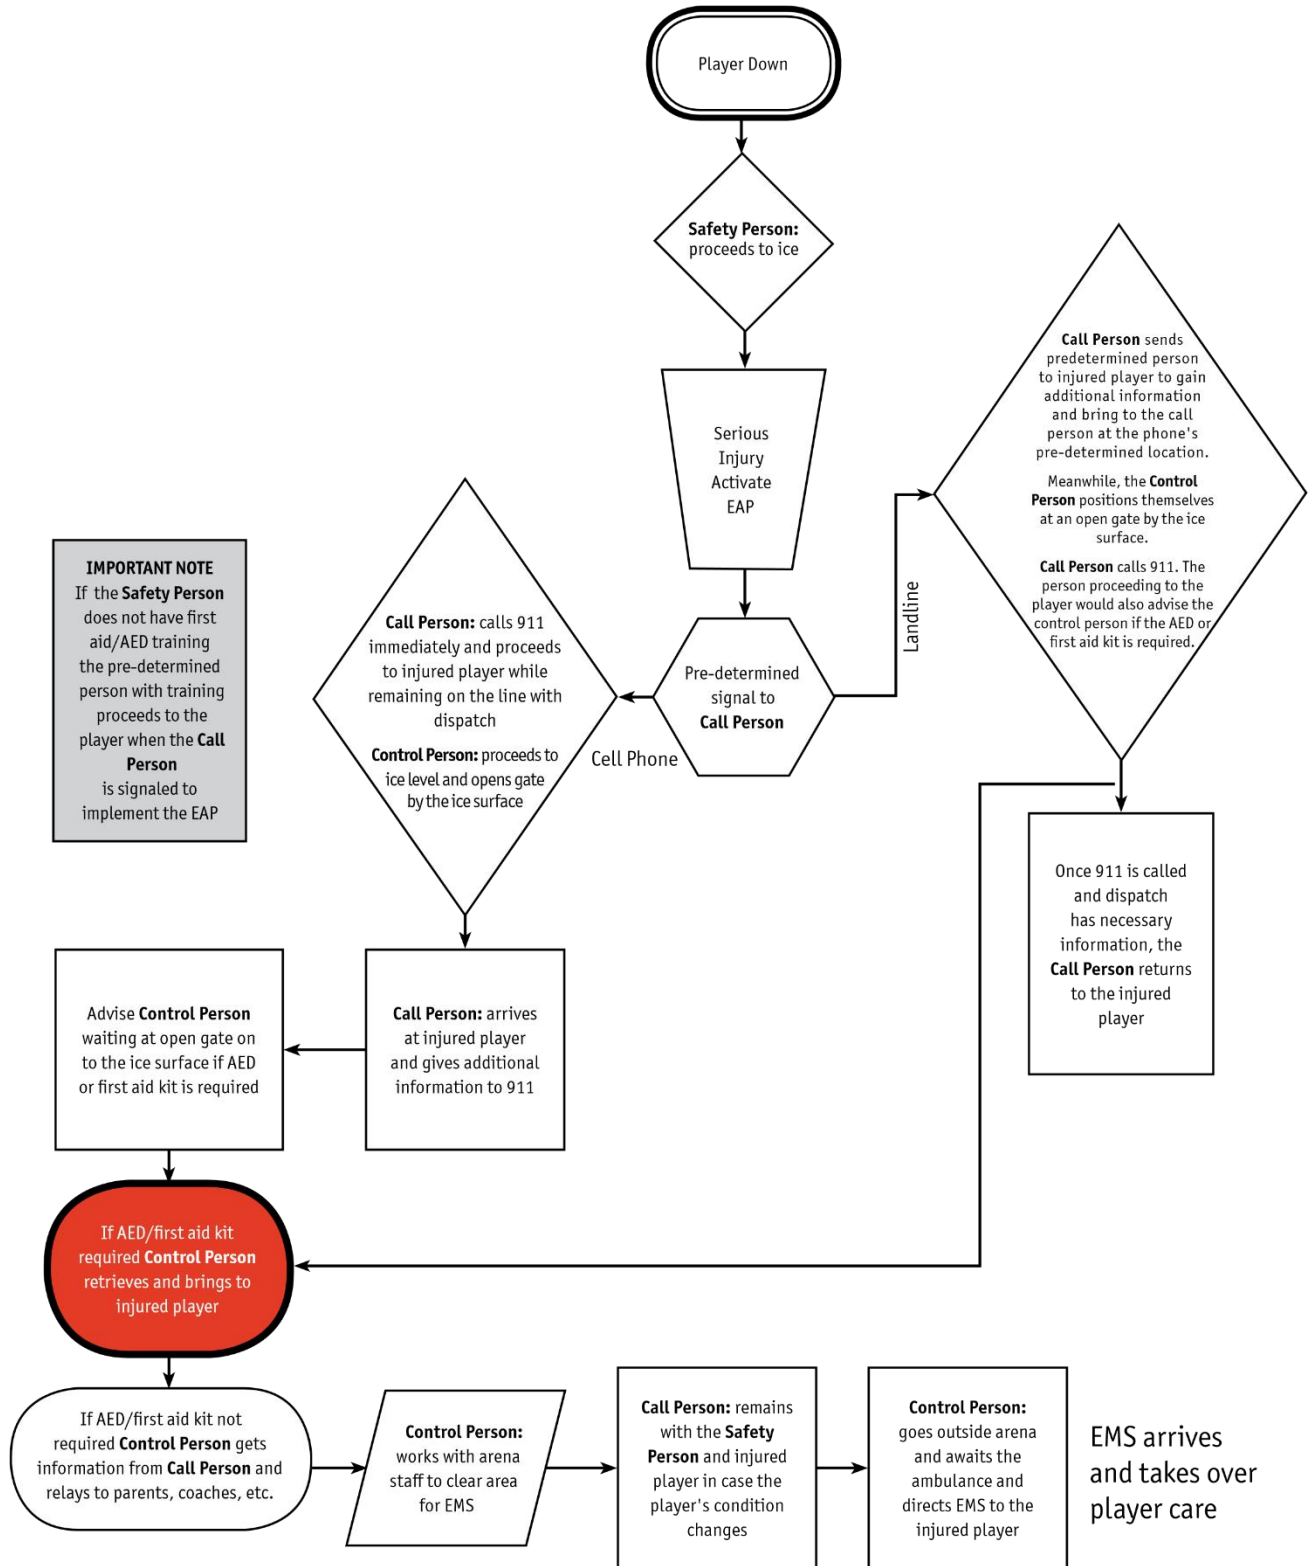 Player Down
Safety Person:
proceeds to ice
Serious
Injury
Activate
EAP
Pre-determined
signal to
Call Person
Landline
Cell Phone
Call Person sends
predetermined person
to injured player to gain
additional information
and bring to the call
person at the phone's
pre-determined location.
Meanwhile, the Control
Person positions themselves
at an open gate by the ice
surface.
Call Person calls 911. The
person proceeding to the
player would also advise the
control person if the AED or
first aid kit is required.
Once 911 is called
and dispatch
has necessary
information, the
Call Person returns
to the injured
player
IMPORTANT NOTE
If the Safety Person
does not have first
aid/AED training
the pre-determined
person with training
proceeds to the
player when the Call
Person
is signaled to
implement the EAP
Call Person: calls 911
immediately and proceeds
to injured player while
remaining on the line with
dispatch
Control Person: proceeds to
ice level and opens gate
by the ice surface
Call Person: arrives
at injured player
and gives additional
information to 911
Advise Control Person
waiting at open gate on
to the ice surface if AED
or first aid kit is required
If AED/first aid kit
required Control Person
retrieves and brings to
injured player
If AED/first aid kit not
required Control Person gets
information from Call Person and
relays to parents, coaches, etc.
Control Person:
works with arena
staff to clear area
for EMS
Call Person: remains
with the Safety
Person and injured
player in case the
player's condition
changes
Control Person:
goes outside arena
and awaits the
ambulance and
directs EMS to the
injured player
EMS arrives
and takes over
player care